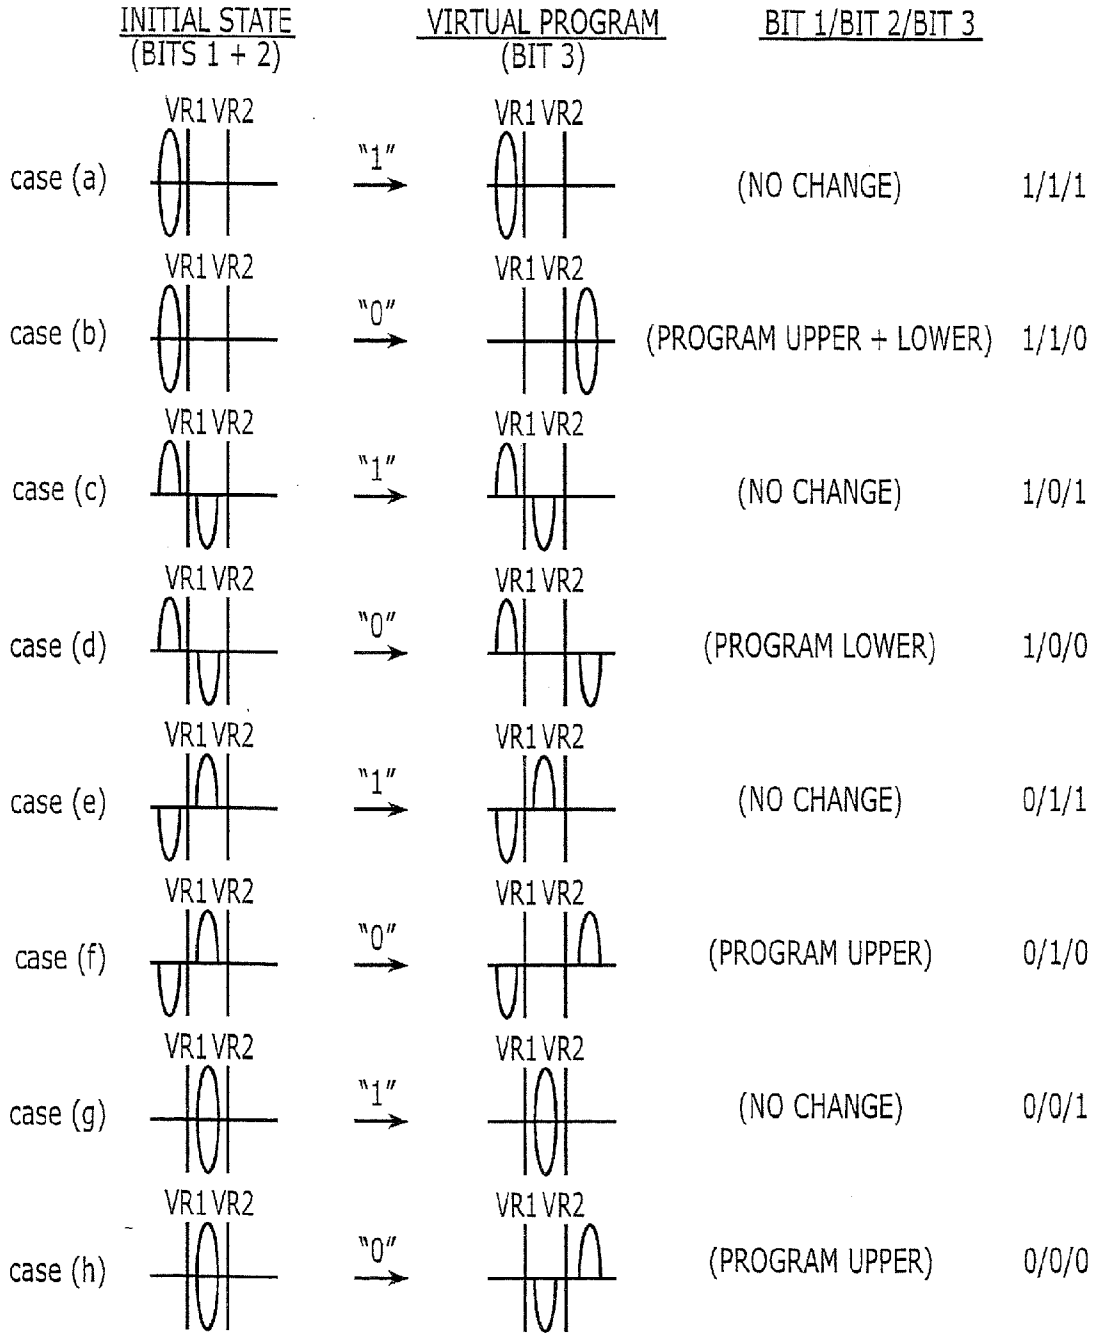 INITIAL STATE VIRTUAL PROGRAM BIT 1/BIT 2/BIT 3
(BITS 1 + 2) (BIT 3)
VR1 VR2 VR1 VR2
case (a) "1" (NO CHANGE) 1/1/1
VR1 VR2 VR1 VR2
case (b) "0" (PROGRAM UPPER + LOWER) 1/1/0
VR1 VR2 VR1 VR2
case (c) "1" (NO CHANGE) 1/0/1
VR1 VR2 VR1 VR2
case (d) "0" (PROGRAM LOWER) 1/0/0
VR1 VR2 VR1 VR2
case (e) "1" (NO CHANGE) 0/1/1
VR1 VR2 VR1 VR2
case (f) "0" (PROGRAM UPPER) 0/1/0
VR1 VR2 VR1 VR2
case (g) "1" (NO CHANGE) 0/0/1
VR1 VR2 VR1 VR2
case (h) "0" (PROGRAM UPPER) 0/0/0